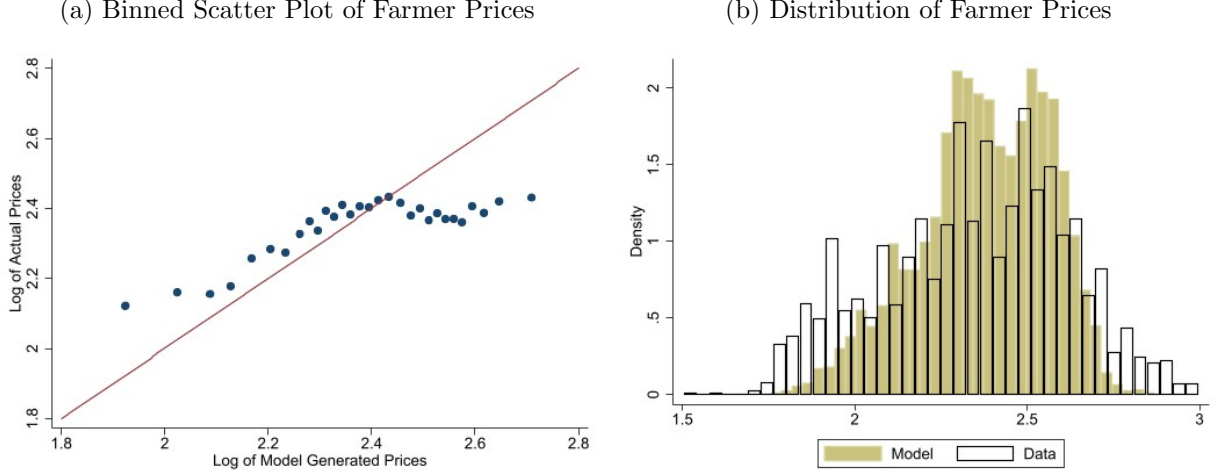 (a) Binned Scatter Plot of Farmer Prices
2.8
2.6
2.4
2.2
2
1.8
Log of Actual Prices
1.8 2 2.2 2.4 2.6 2.8
Log of Model Generated Prices
(b) Distribution of Farmer Prices
2
1.5
1
.5
0
Density
1.5 2 2.5 3
Model Data